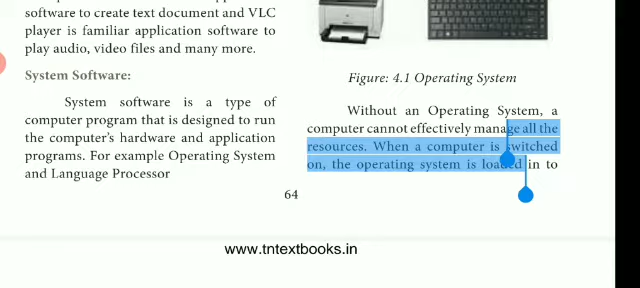 software to create text document and VLC
player is familiar application software to
play audio, video files and many more.
System Software:
System software is a type of
computer program that is designed to run
the computer's hardware and application
programs. For example Operating System
and Language Processor
Figure: 4.1 Operating System
Without an Operating System, a
computer cannot effectively manage all the
resources. When a computer is switched
on, the operating system is loaded in to
64
www.tntextbooks.in